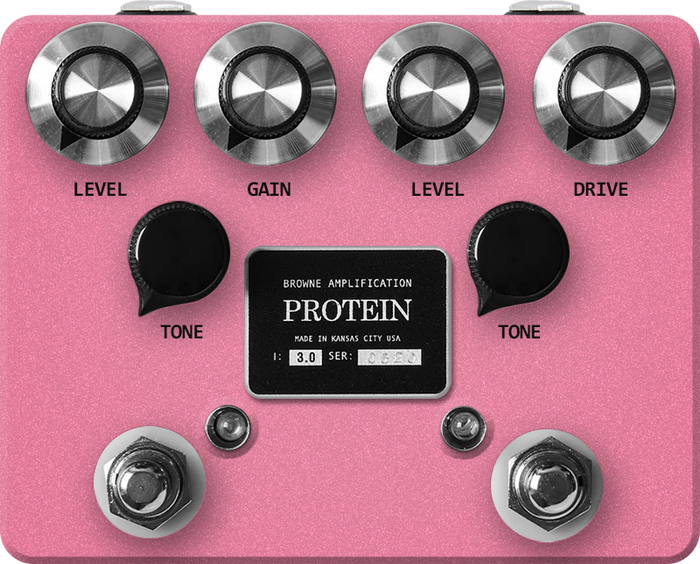 LEVEL GAIN LEVEL DRIVE
TONE TONE
BROWNE AMPLIFICATION
PROTEIN
MADE IN KANSAS CITY USA
: 3.0 SER: